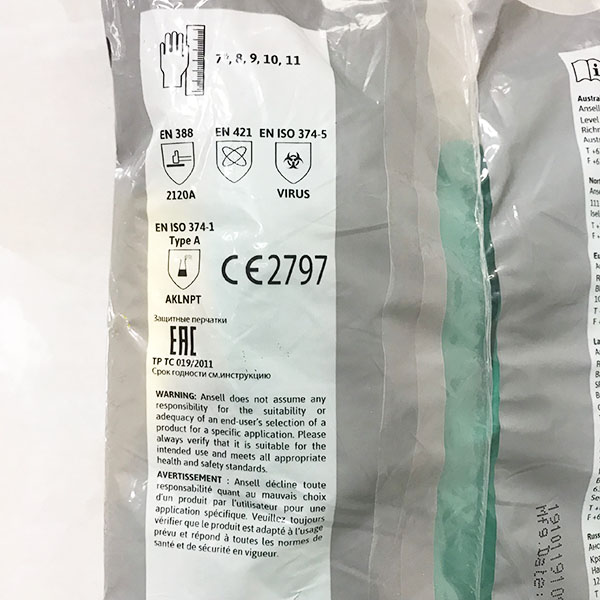 7*, 8, 9, 10, 11
EN 388 EN 421 EN ISO 374-5
2120A VIRUS
EN ISO 374-1
Type A
AKLNPT
CE2797
Защитные перчатки
EAC
TP TC 019/2011
Срок годности см.инструкцию
WARNING: Ansell does not assume any
responsibility for the suitability or
adequacy of an end-user's selection of a
product for a specific application. Please
always verify that it is suitable for the
intended use and meets all appropriate
health and safety standards.
AVERTISSEMENT : Ansell décline toute
responsabilité quant au mauvais choix
d'un produit par l'utilisateur pour une
application spécifique. Veuillez toujours
vérifier que le produit est adapté à l'usage
prévu et répond à toutes les normes de
santé et de sécurité en vigueur.
Mfg.Date:
Ansell
Level